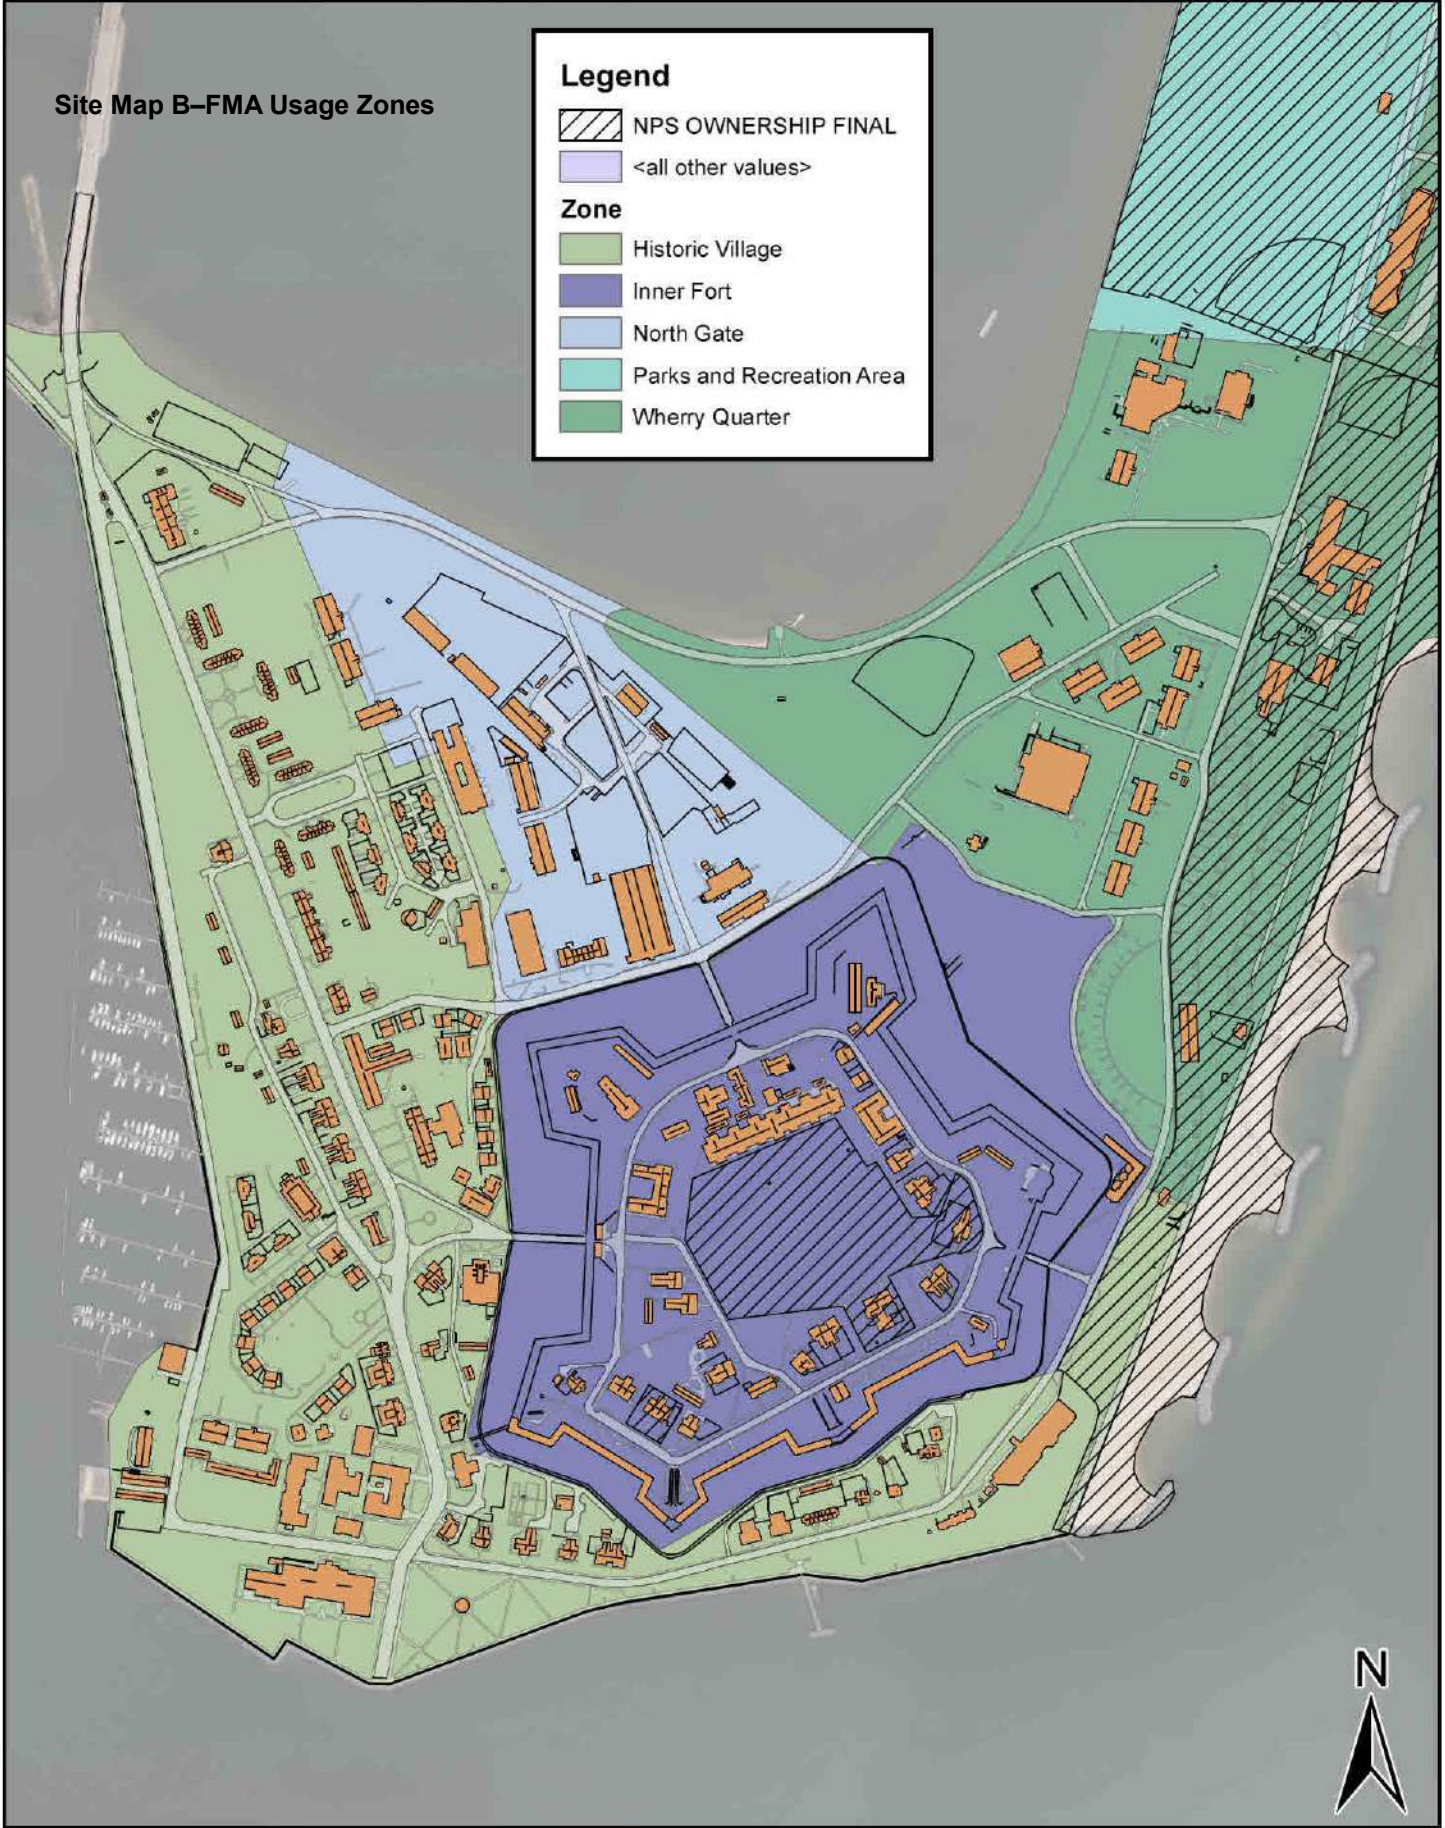 Site Map B–FMA Usage Zones
Legend
NPS OWNERSHIP FINAL
<all other values>
Zone
Historic Village
Inner Fort
North Gate
Parks and Recreation Area
Wherry Quarter
N